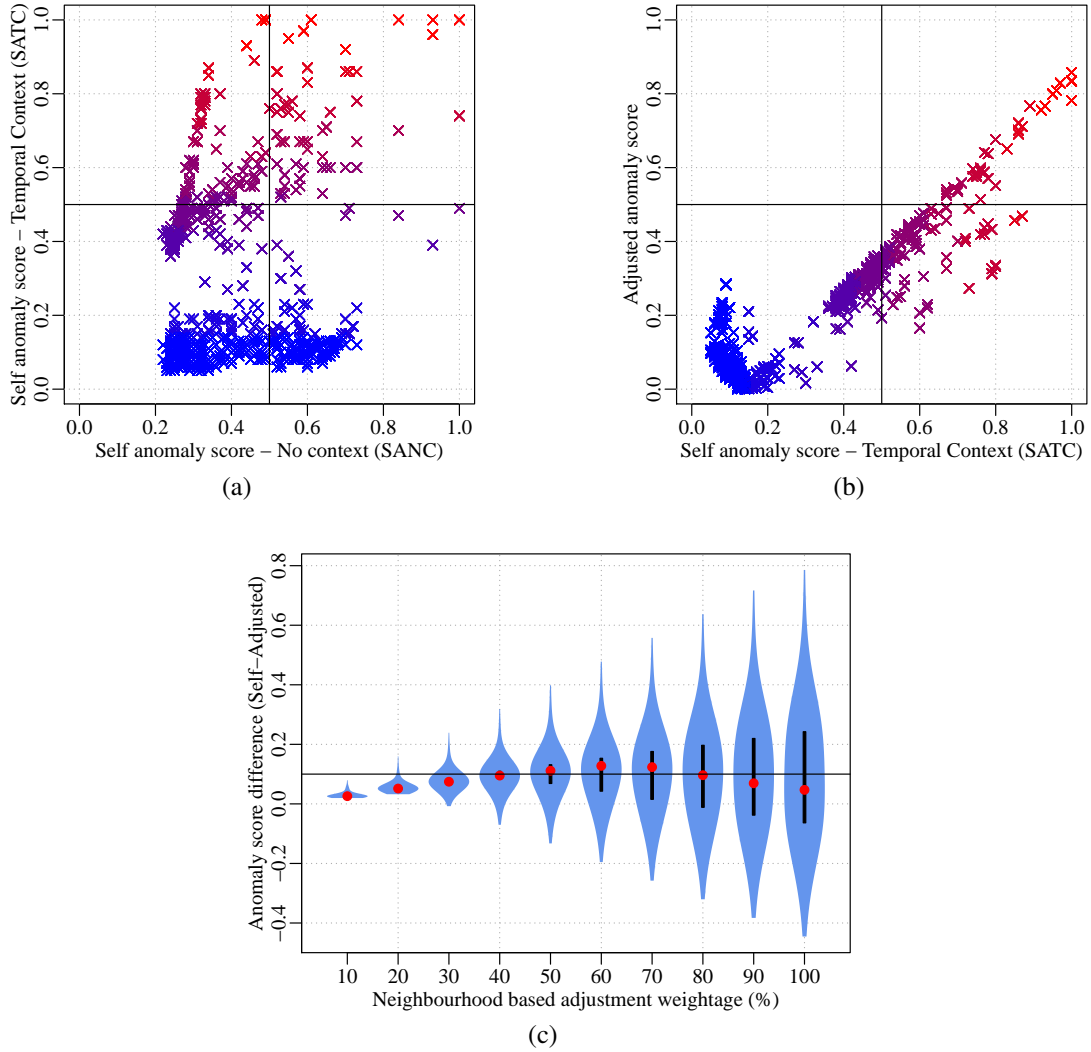 Self anomaly score – Temporal Context (SATC)
1.0
0.8
0.6
0.4
0.2
0.0
0.0 0.2 0.4 0.6 0.8 1.0
Self anomaly score – No context (SANC)
(a)
Adjusted anomaly score
1.0
0.8
0.6
0.4
0.2
0.0
0.0 0.2 0.4 0.6 0.8 1.0
Self anomaly score – Temporal Context (SATC)
(b)
Anomaly score difference (Self–Adjusted)
0.8
0.6
0.4
0.2
0.0
−0.2
−0.4
10 20 30 40 50 60 70 80 90 100
Neighbourhood based adjustment weightage (%)
(c)